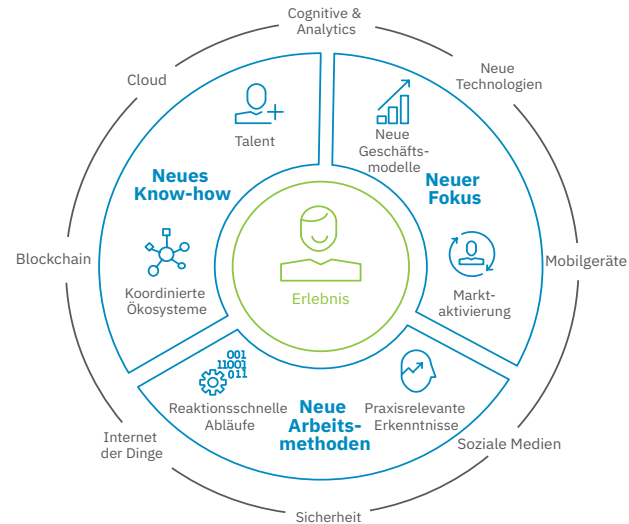 Cognitive &
Analytics
Cloud
Neue
Technologien
Talent
Neue
Geschäfts-
modelle
Neues
Know-how
Neuer
Fokus
Blockchain
Mobilgeräte
Koordinierte
Ökosysteme
Erlebnis
Markt-
aktivierung
001
11001
011
Reaktionsschnelle
Abläufe
Neue
Arbeits-
methoden
Praxisrelevante
Erkenntnisse
Internet
der Dinge
Soziale Medien
Sicherheit